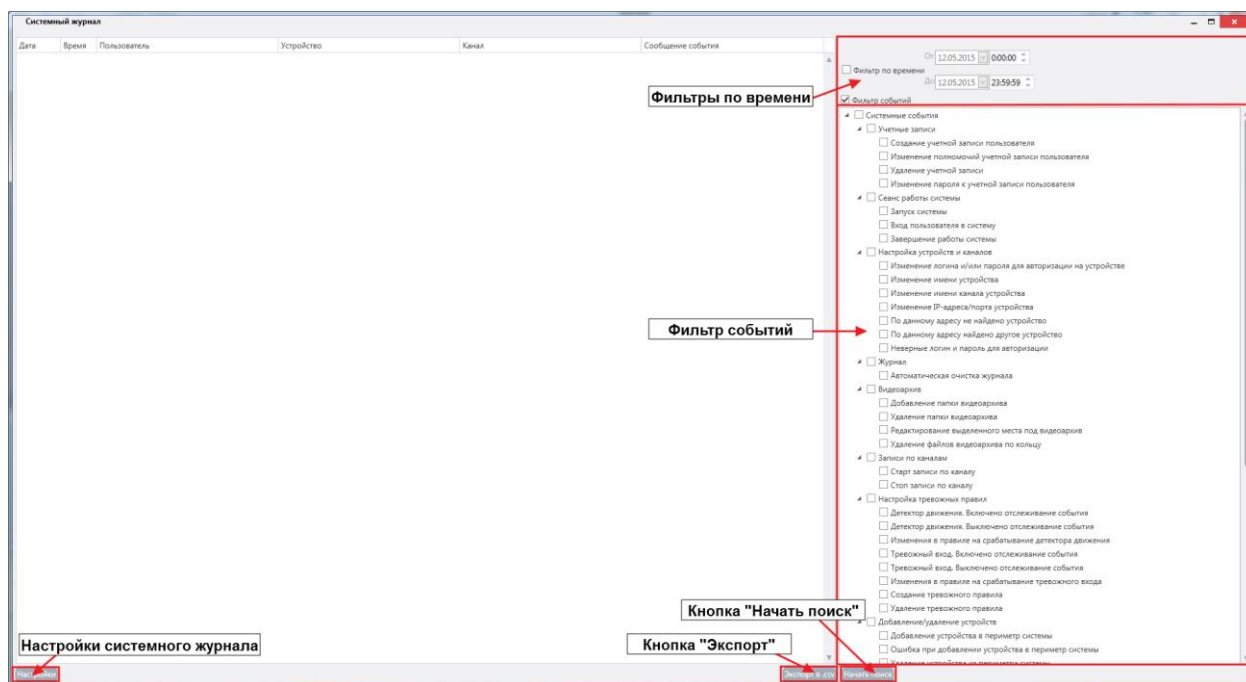 Системный журнал
Дата Время Пользователь Устройство Канал Сообщение события
От 12.05.2015 0:00:00
Фильтр по времени
До 12.05.2015 23:59:59
Фильтры по времени
Фильтр событий
Системные события
Учетные записи
Создание учетной записи пользователя
Изменение полномочий учетной записи пользователя
Удаление учетной записи
Изменение пароля к учетной записи пользователя
Сеанс работы системы
Запуск системы
Вход пользователя в систему
Завершение работы системы
Настройка устройств и каналов
Изменение логина и/или пароля для авторизации на устройстве
Изменение имени устройства
Изменение имени канала устройства
Изменение IP-адреса/порта устройства
По данному адресу не найдено устройство
Фильтр событий
По данному адресу найдено другое устройство
Неверные логин и пароль для авторизации
Журнал
Автоматическая очистка журнала
Видеоархив
Добавление папки видеоархива
Удаление папки видеоархива
Редактирование выделенного места под видеоархив
Удаление файлов видеоархива по кольцу
Записи по каналам
Старт записи по каналу
Стоп записи по каналу
Настройка тревожных правил
Детектор движения. Включено отслеживание события
Детектор движения. Выключено отслеживание события
Изменения в правиле на срабатывание детектора движения
Тревожный вход. Включено отслеживание события
Тревожный вход. Выключено отслеживание события
Изменения в правиле на срабатывание тревожного входа
Создание тревожного правила
Удаление тревожного правила
Кнопка "Начать поиск"
Добавление/удаление устройств
Добавление устройства в периметр системы
Ошибка при добавлении устройства в периметр системы
Удаление устройства из периметра системы
Настройки системного журнала
Кнопка "Экспорт"
Настройки Экспорт в .csv Начать поиск